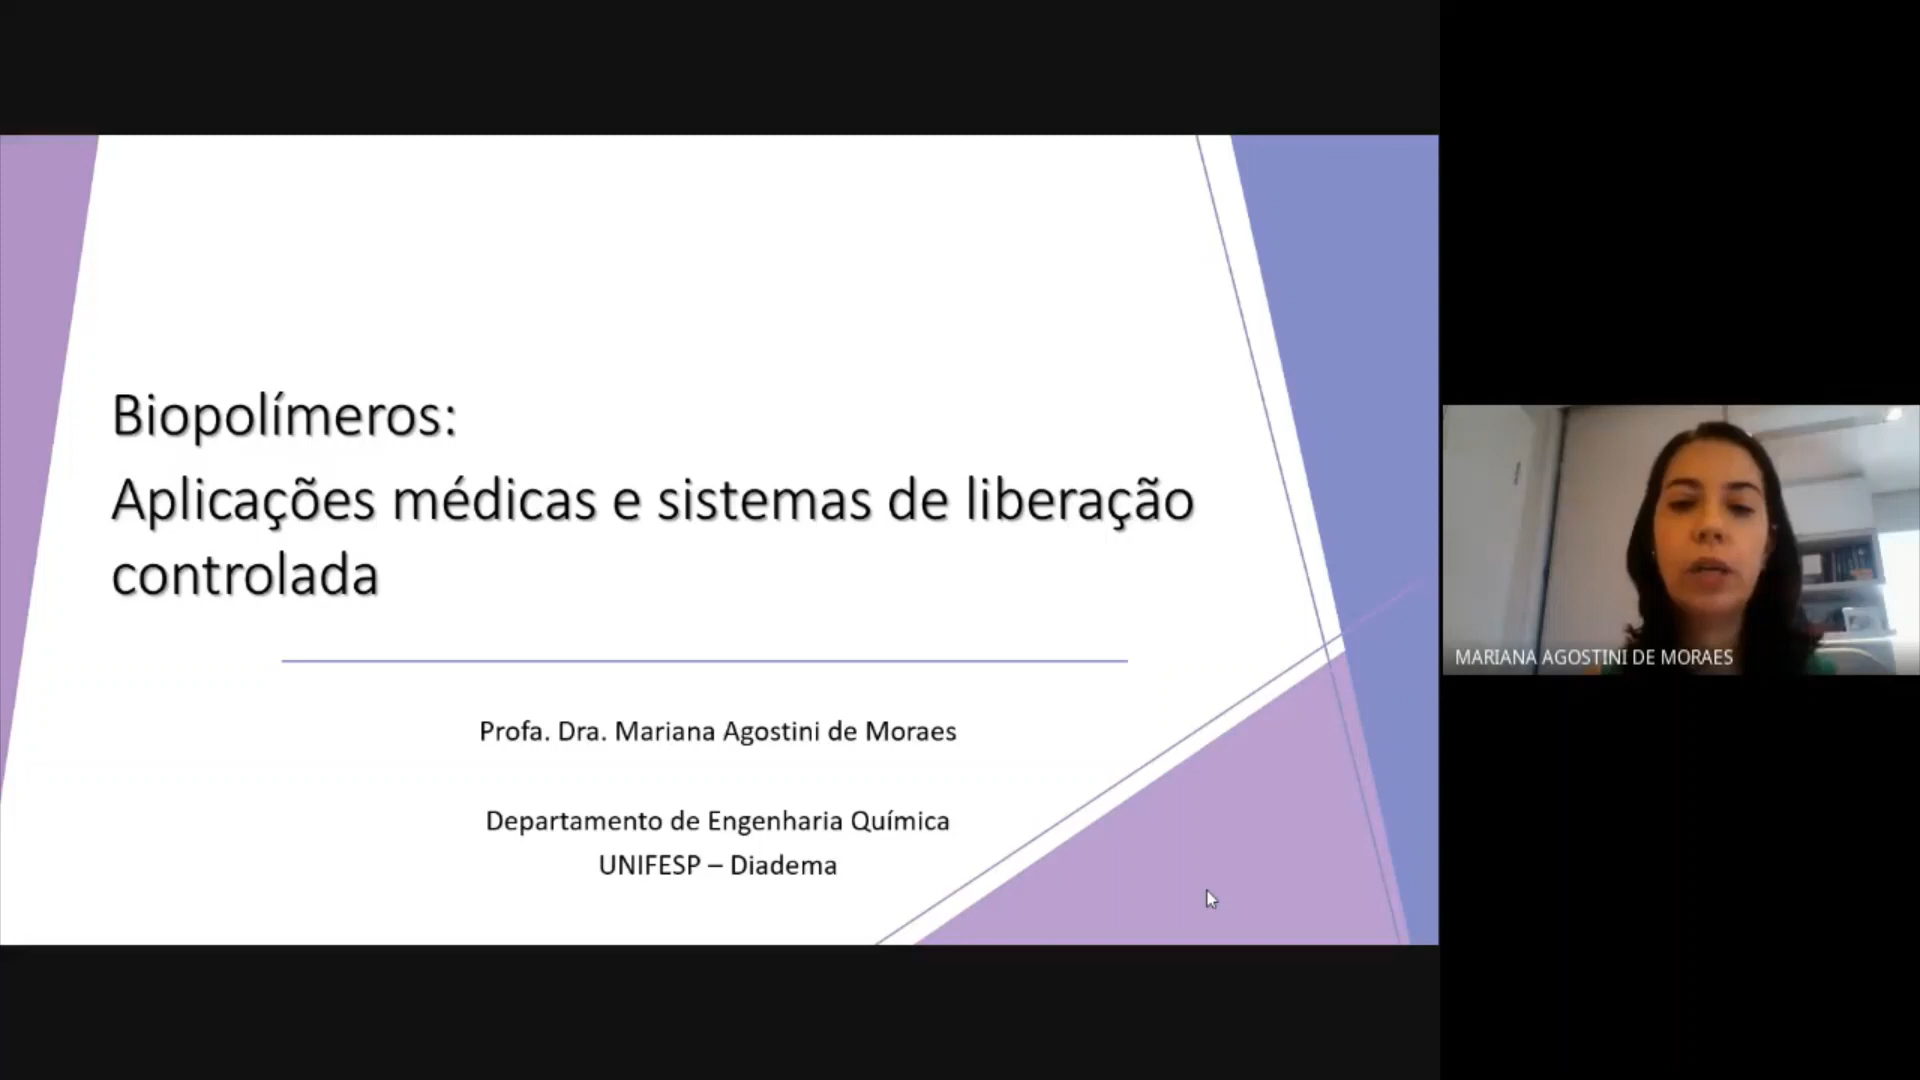 Biopolímeros:
Aplicações médicas e sistemas de liberação
controlada
Profa. Dra. Mariana Agostini de Moraes
Departamento de Engenharia Química
UNIFESP – Diadema
MARIANA AGOSTINI DE MORAES